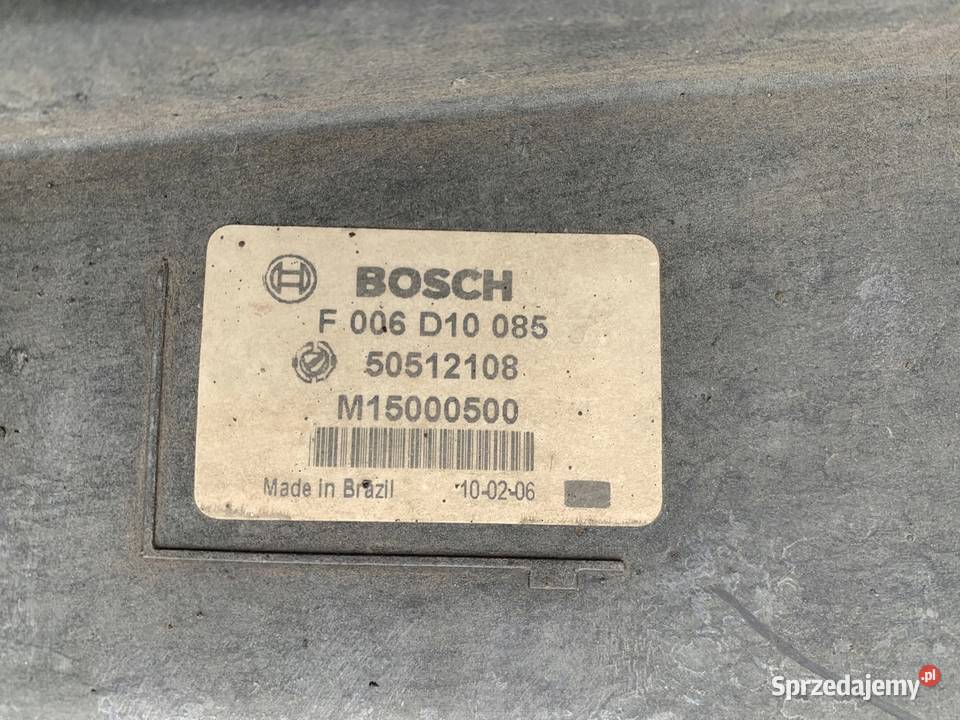 BOSCH
F 006 D10 085
50512108
M15000500
Made in Brazil 10-02-06
Sprzedajemy.pl